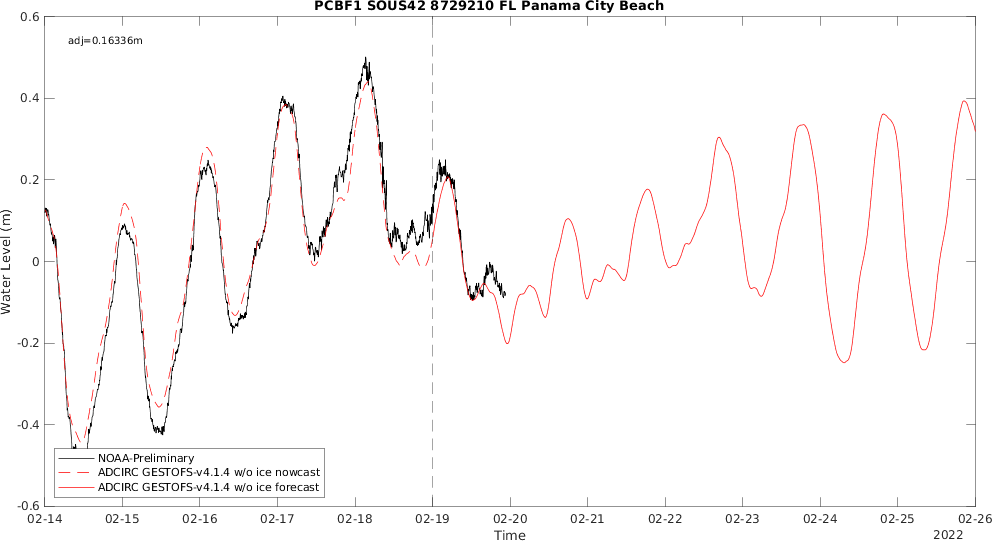 PCBF1 SOUS42 8729210 FL Panama City Beach
adj=0.16336m
Water Level (m)
0.6
0.4
0.2
0
-0.2
-0.4
-0.6
NOAA-Preliminary
ADCIRC GESTOFS-v4.1.4 w/o ice nowcast
ADCIRC GESTOFS-v4.1.4 w/o ice forecast
02-14 02-15 02-16 02-17 02-18 02-19 02-20 02-21 02-22 02-23 02-24 02-25 02-26
Time
2022